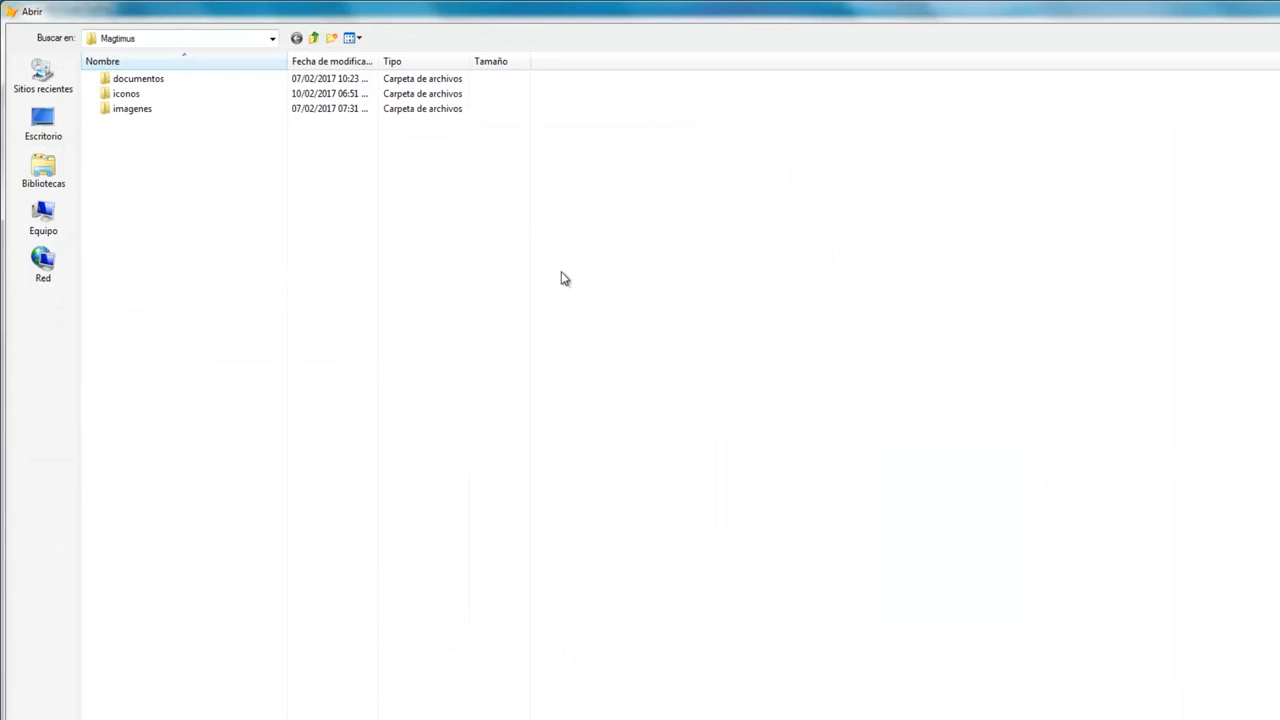 Abrir
Buscar en: Magtimus
Nombre Fecha de modifica... Tipo Tamaño
documentos 07/02/2017 10:23 ... Carpeta de archivos
iconos 10/02/2017 06:51 ... Carpeta de archivos
imagenes 07/02/2017 07:31 ... Carpeta de archivos
Sitios recientes
Escritorio
Bibliotecas
Equipo
Red